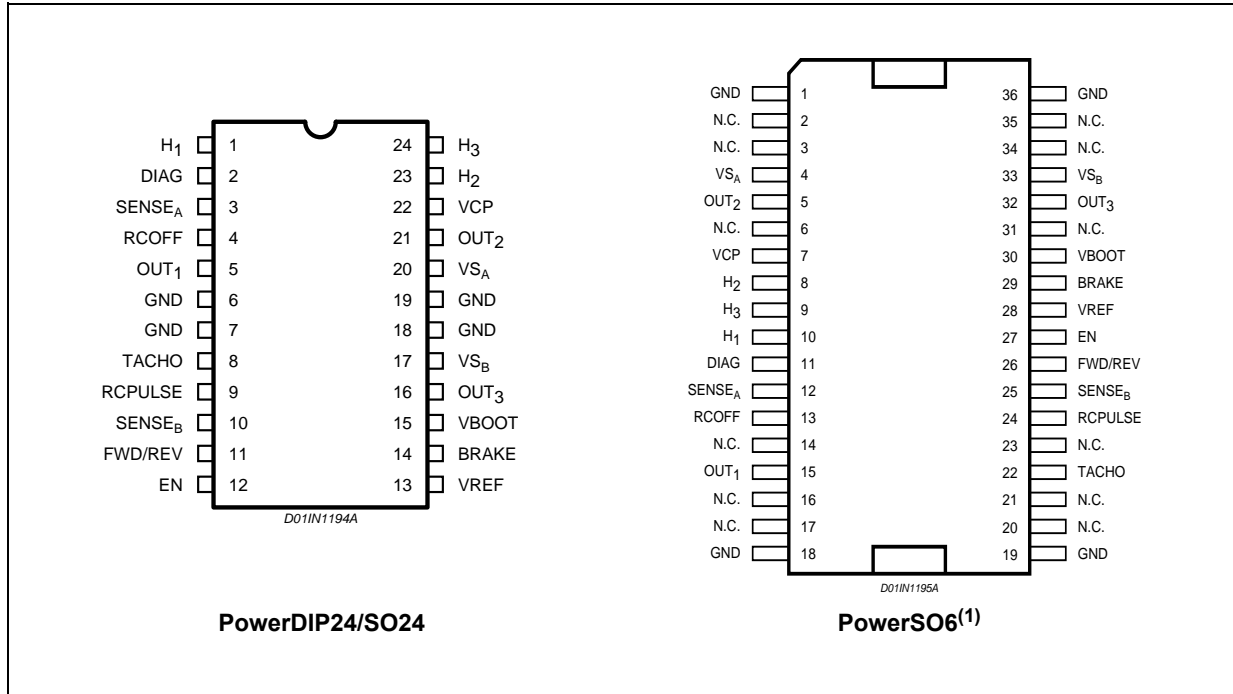 H1 1 24 H3
DIAG 2 23 H2
SENSEA 3 22 VCP
RCOFF 4 21 OUT2
OUT1 5 20 VSA
GND 6 19 GND
GND 7 18 GND
TACHO 8 17 VSB
RCPULSE 9 16 OUT3
SENSEB 10 15 VBOOT
FWD/REV 11 14 BRAKE
EN 12 13 VREF
D01IN1194A
PowerDIP24/SO24
GND 1 36 GND
N.C. 2 35 N.C.
N.C. 3 34 N.C.
VSA 4 33 VSB
OUT2 5 32 OUT3
N.C. 6 31 N.C.
VCP 7 30 VBOOT
H2 8 29 BRAKE
H3 9 28 VREF
H1 10 27 EN
DIAG 11 26 FWD/REV
SENSEA 12 25 SENSEB
RCOFF 13 24 RCPULSE
N.C. 14 23 N.C.
OUT1 15 22 TACHO
N.C. 16 21 N.C.
N.C. 17 20 N.C.
GND 18 19 GND
D01IN1195A
PowerSO6(1)